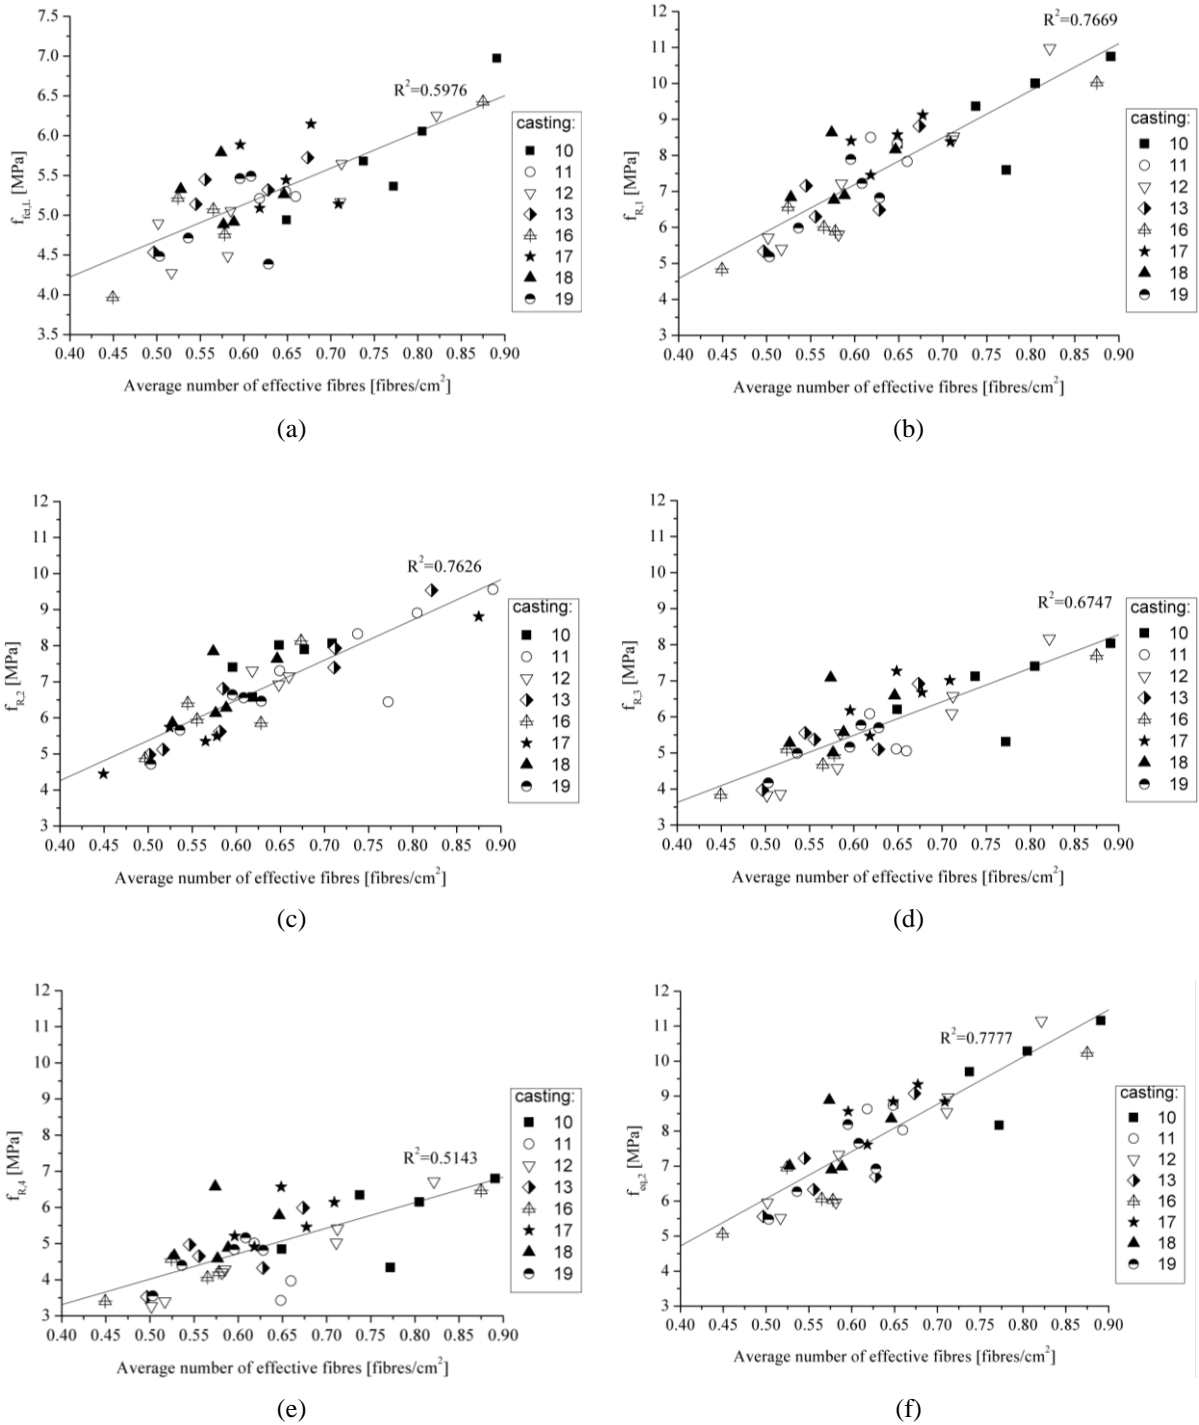 7.5
7.0
6.5
6.0
5.5
5.0
4.5
4.0
3.5
f fct,L [MPa]
R²=0.5976
0.40 0.45 0.50 0.55 0.60 0.65 0.70 0.75 0.80 0.85 0.90
Average number of effective fibres [fibres/cm²]
casting:
10
11
12
13
16
17
18
19
(a)
12
11
10
9
8
7
6
5
4
3
f R,1 [MPa]
R²=0.7669
0.40 0.45 0.50 0.55 0.60 0.65 0.70 0.75 0.80 0.85 0.90
Average number of effective fibres [fibres/cm²]
casting:
10
11
12
13
16
17
18
19
(b)
12
11
10
9
8
7
6
5
4
3
f R,2 [MPa]
R²=0.7626
0.40 0.45 0.50 0.55 0.60 0.65 0.70 0.75 0.80 0.85 0.90
Average number of effective fibres [fibres/cm²]
casting:
10
11
12
13
16
17
18
19
(c)
12
11
10
9
8
7
6
5
4
3
f R,3 [MPa]
R²=0.6747
0.40 0.45 0.50 0.55 0.60 0.65 0.70 0.75 0.80 0.85 0.90
Average number of effective fibres [fibres/cm²]
casting:
10
11
12
13
16
17
18
19
(d)
12
11
10
9
8
7
6
5
4
3
f R,4 [MPa]
R²=0.5143
0.40 0.45 0.50 0.55 0.60 0.65 0.70 0.75 0.80 0.85 0.90
Average number of effective fibres [fibres/cm²]
casting:
10
11
12
13
16
17
18
19
(e)
12
11
10
9
8
7
6
5
4
3
f eq,2 [MPa]
R²=0.7777
0.40 0.45 0.50 0.55 0.60 0.65 0.70 0.75 0.80 0.85 0.90
Average number of effective fibres [fibres/cm²]
casting:
10
11
12
13
16
17
18
19
(f)